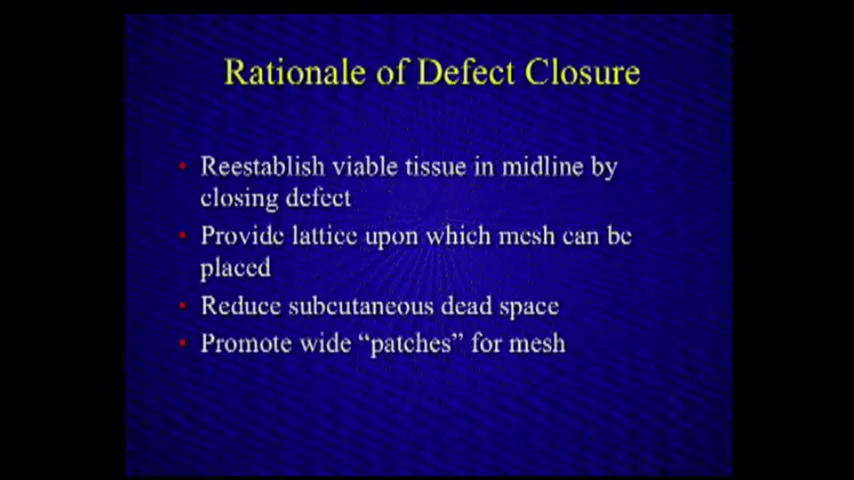 Rationale of Defect Closure
• Reestablish viable tissue in midline by
closing defect
• Provide lattice upon which mesh can be
placed
• Reduce subcutaneous dead space
• Promote wide “patches” for mesh